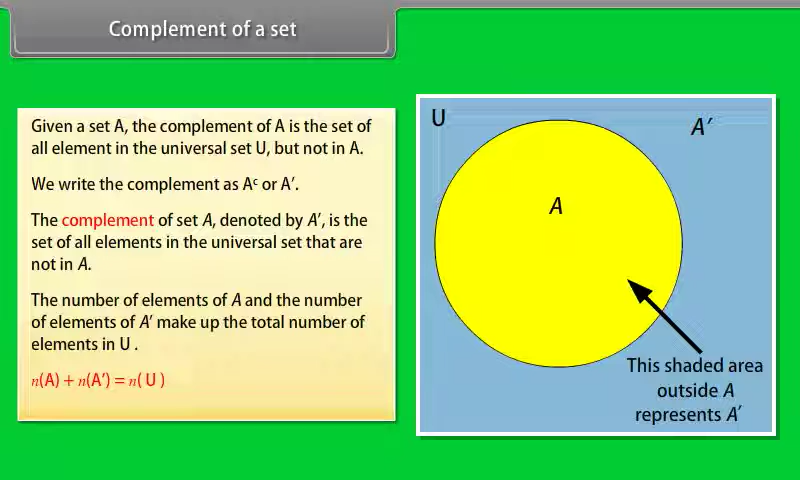 Complement of a set
Given a set A, the complement of A is the set of
all element in the universal set U, but not in A.
We write the complement as Aᶜ or A′.
The complement of set A, denoted by A′, is the
set of all elements in the universal set that are
not in A.
The number of elements of A and the number
of elements of A′ make up the total number of
elements in U .
n(A) + n(A′) = n( U )
U
A′
A
This shaded area
outside A
represents A′